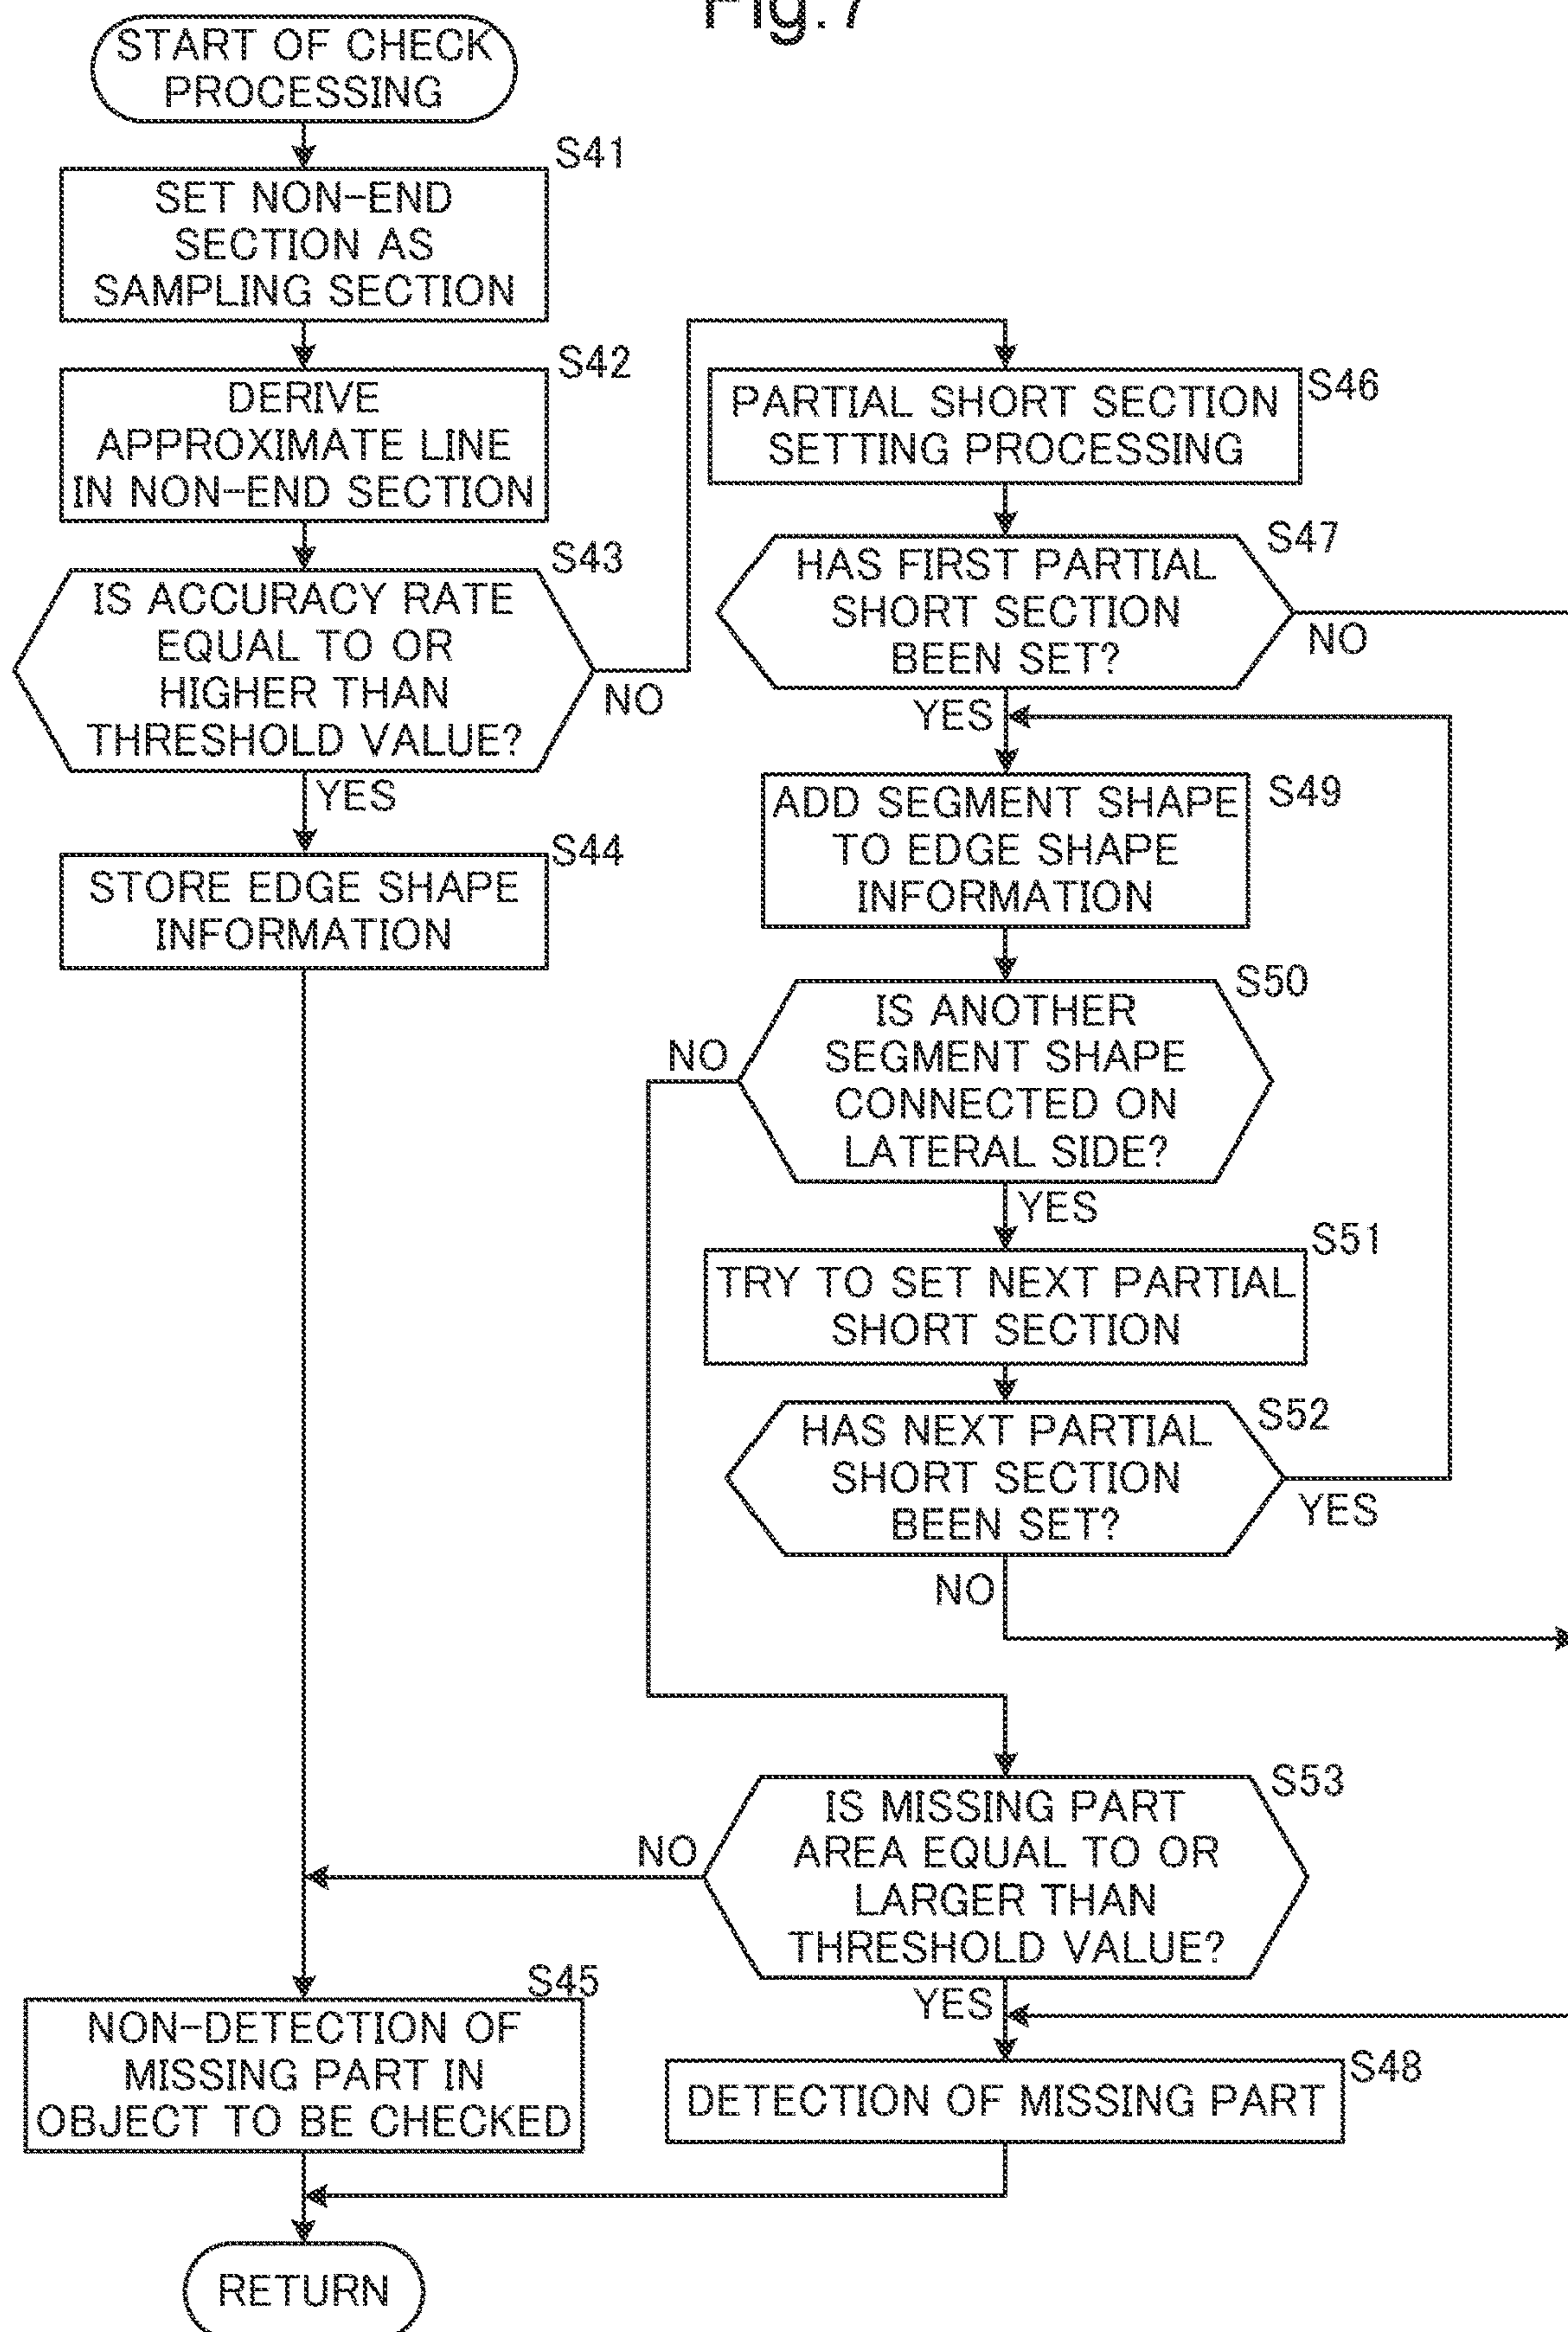 Fig.7
START OF CHECK
PROCESSING
S41
SET NON-END
SECTION AS
SAMPLING SECTION
S42
DERIVE
APPROXIMATE LINE
IN NON-END SECTION
S43
IS ACCURACY RATE
EQUAL TO OR
HIGHER THAN
THRESHOLD VALUE?
NO
YES
S44
STORE EDGE SHAPE
INFORMATION
S46
PARTIAL SHORT SECTION
SETTING PROCESSING
S47
HAS FIRST PARTIAL
SHORT SECTION
BEEN SET?
NO
YES
S49
ADD SEGMENT SHAPE
TO EDGE SHAPE
INFORMATION
S50
IS ANOTHER
SEGMENT SHAPE
CONNECTED ON
LATERAL SIDE?
NO
YES
S51
TRY TO SET NEXT PARTIAL
SHORT SECTION
S52
HAS NEXT PARTIAL
SHORT SECTION
BEEN SET?
YES
NO
S53
IS MISSING PART
AREA EQUAL TO OR
LARGER THAN
THRESHOLD VALUE?
NO
YES
S45
NON-DETECTION OF
MISSING PART IN
OBJECT TO BE CHECKED
S48
DETECTION OF MISSING PART
RETURN